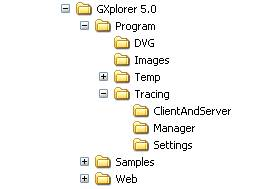 GXplorer 5.0
Program
DVG
Images
Temp
Tracing
ClientAndServer
Manager
Settings
Samples
Web